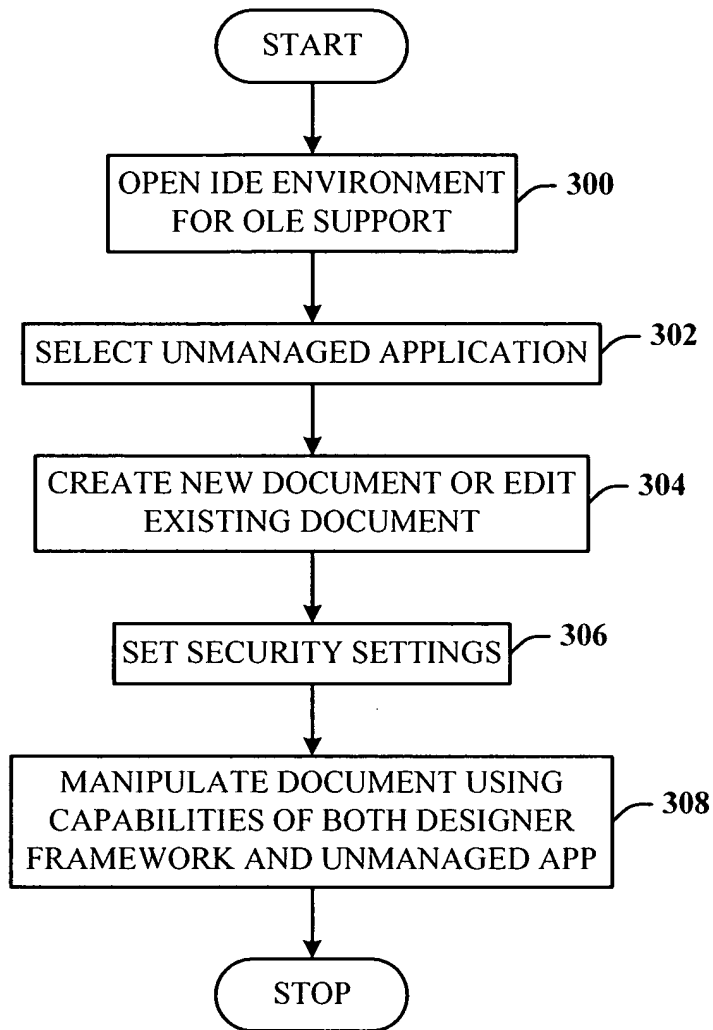 START
OPEN IDE ENVIRONMENT
FOR OLE SUPPORT
300
SELECT UNMANAGED APPLICATION
302
CREATE NEW DOCUMENT OR EDIT
EXISTING DOCUMENT
304
SET SECURITY SETTINGS
306
MANIPULATE DOCUMENT USING
CAPABILITIES OF BOTH DESIGNER
FRAMEWORK AND UNMANAGED APP
308
STOP